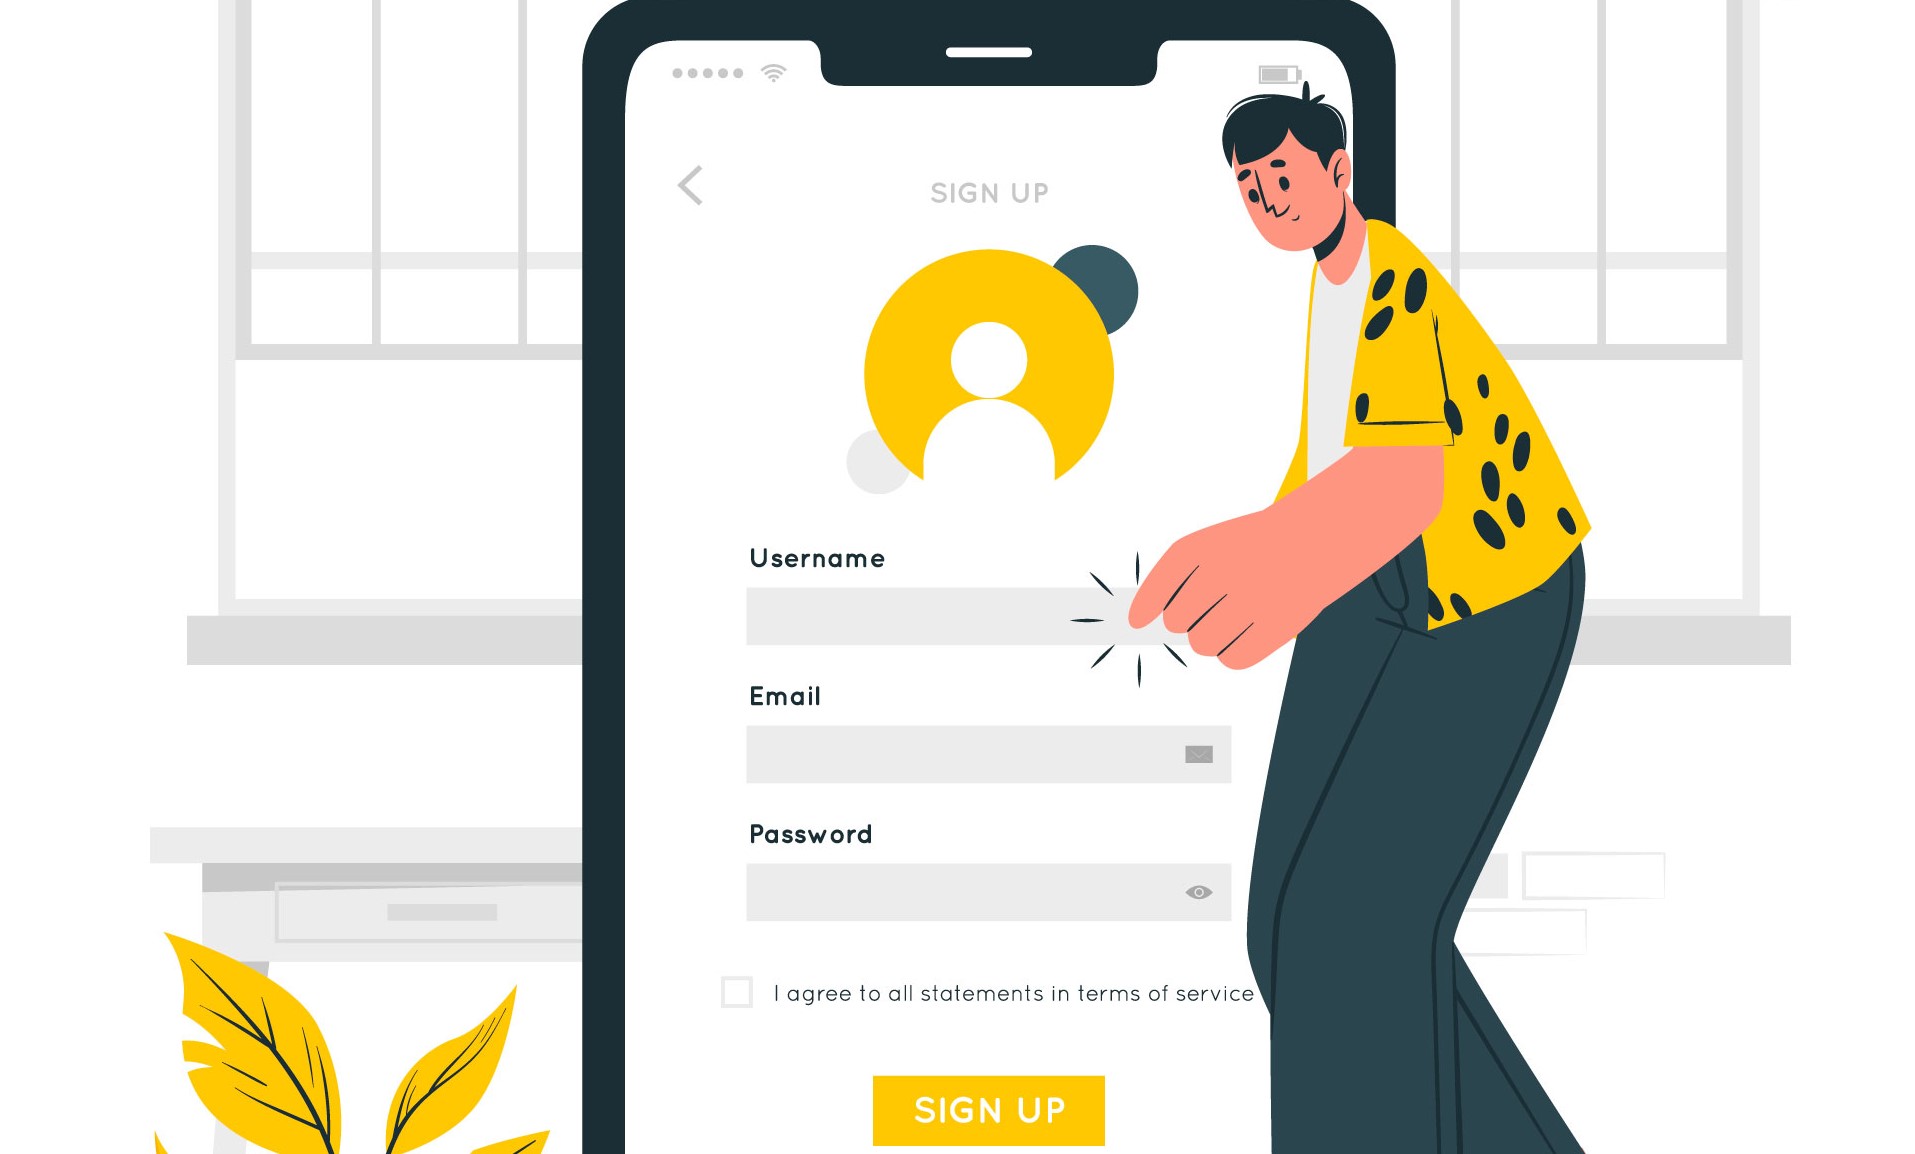 SIGN UP
Username
Email
Password
I agree to all statements in terms of service
SIGN UP